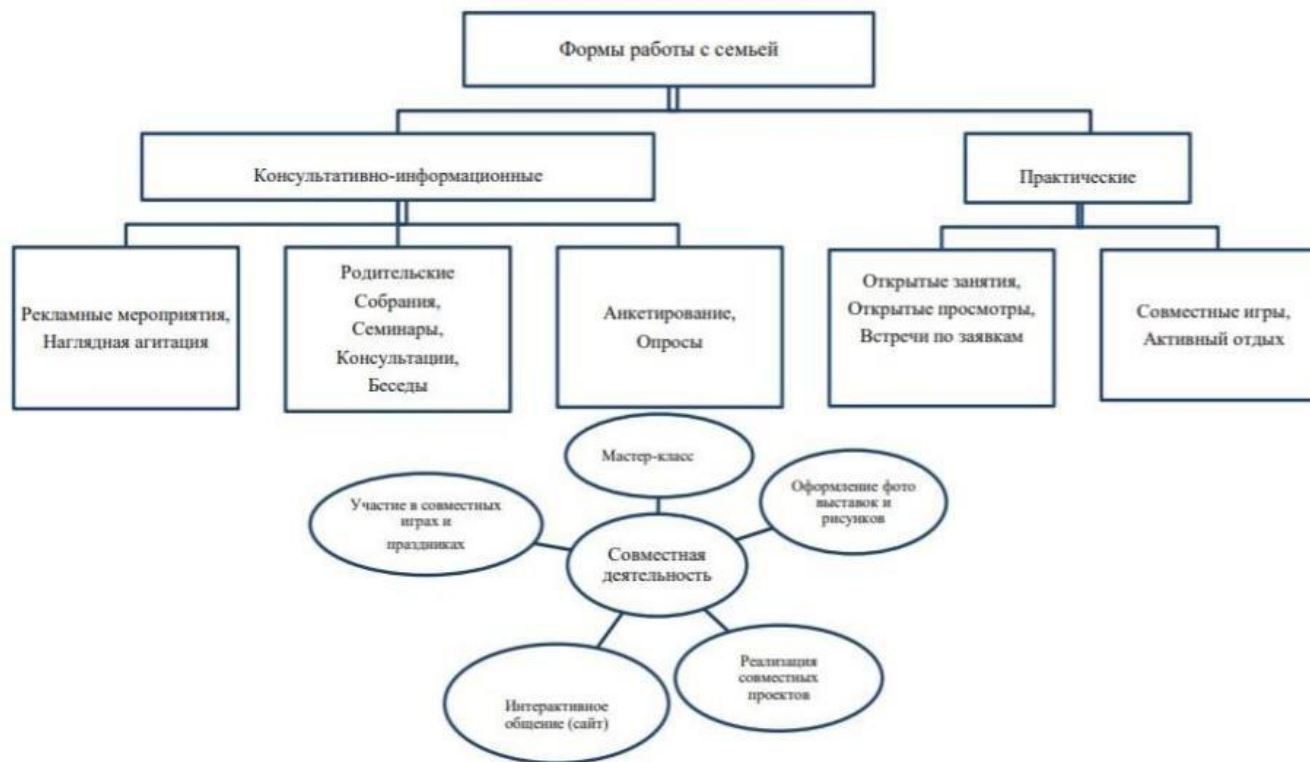 Формы работы с семьей
Консультативно-информационные
Практические
Рекламные мероприятия,
Наглядная агитация
Родительские
Собрания,
Семинары,
Консультации,
Беседы
Анкетирование,
Опросы
Открытые занятия,
Открытые просмотры,
Встречи по заявкам
Совместные игры,
Активный отдых
Мастер-класс
Участие в совместных
играх и
праздниках
Оформление фото
выставок и
рисунков
Совместная
деятельность
Интерактивное
общение (сайт)
Реализация
совместных
проектов